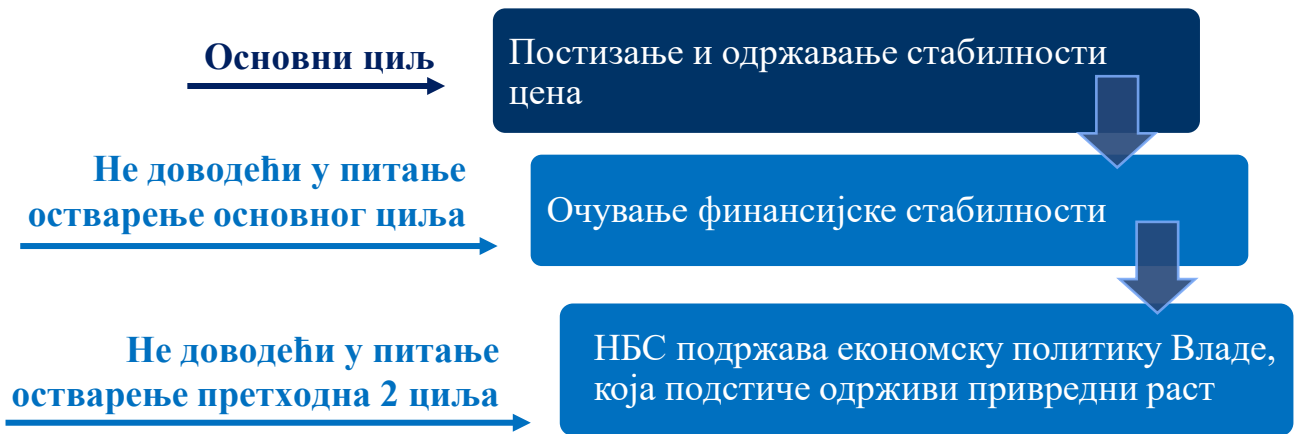 Основни циљ
Постизање и одржавање стабилности
цена
Не доводећи у питање
остварење основног циља
Очување финансијске стабилности
Не доводећи у питање
остварење претходна 2 циља
НБС подржава економску политику Владе,
која подстиче одрживи привредни раст